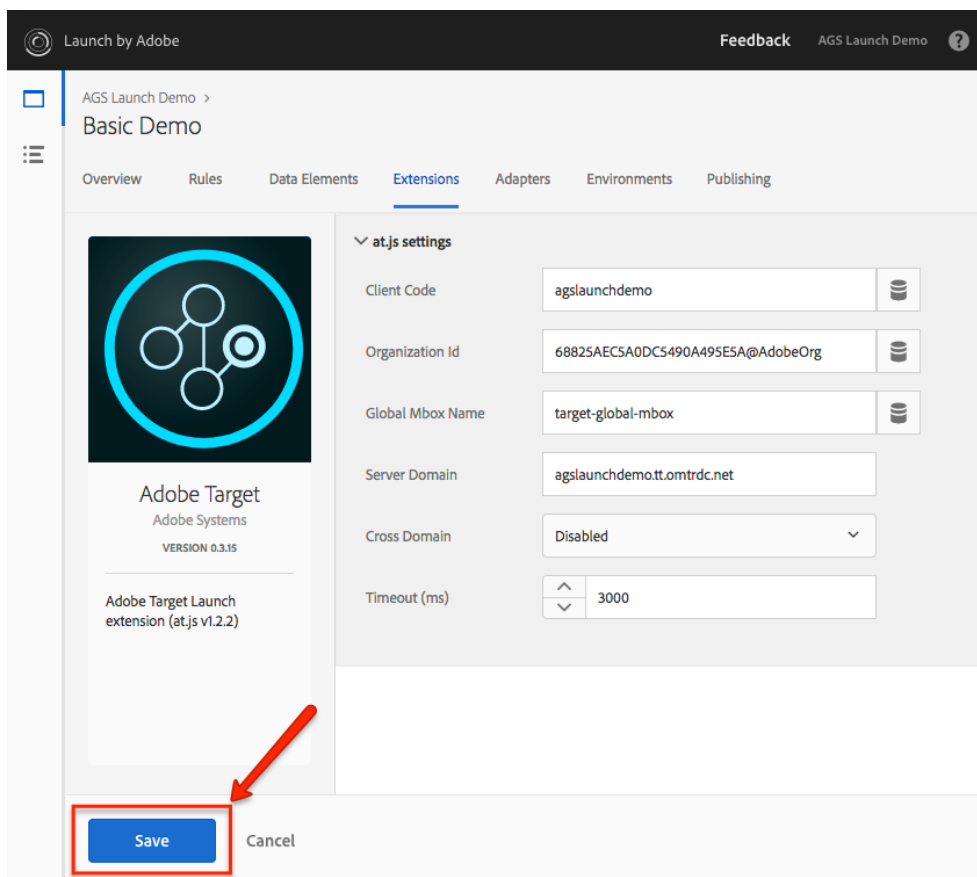 Launch by Adobe
Feedback
AGS Launch Demo
?
AGS Launch Demo >
Basic Demo
Overview Rules Data Elements Extensions Adapters Environments Publishing
Adobe Target
Adobe Systems
VERSION 0.3.15
Adobe Target Launch
extension (at.js v1.2.2)
at.js settings
Client Code agslaunchdemo
Organization Id 68825AEC5A0DC5490A495E5A@AdobeOrg
Global Mbox Name target-global-mbox
Server Domain agslaunchdemo.tt.omtrdc.net
Cross Domain Disabled
Timeout (ms) 3000
Save Cancel